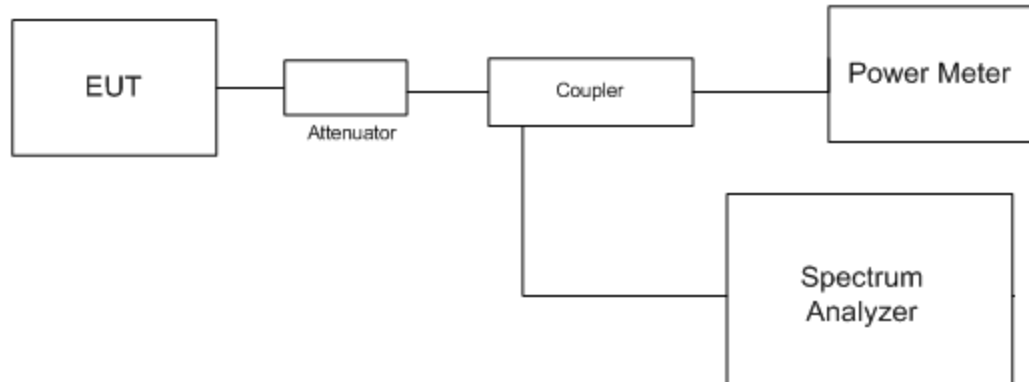 EUT
Attenuator
Coupler
Power Meter
Spectrum
Analyzer